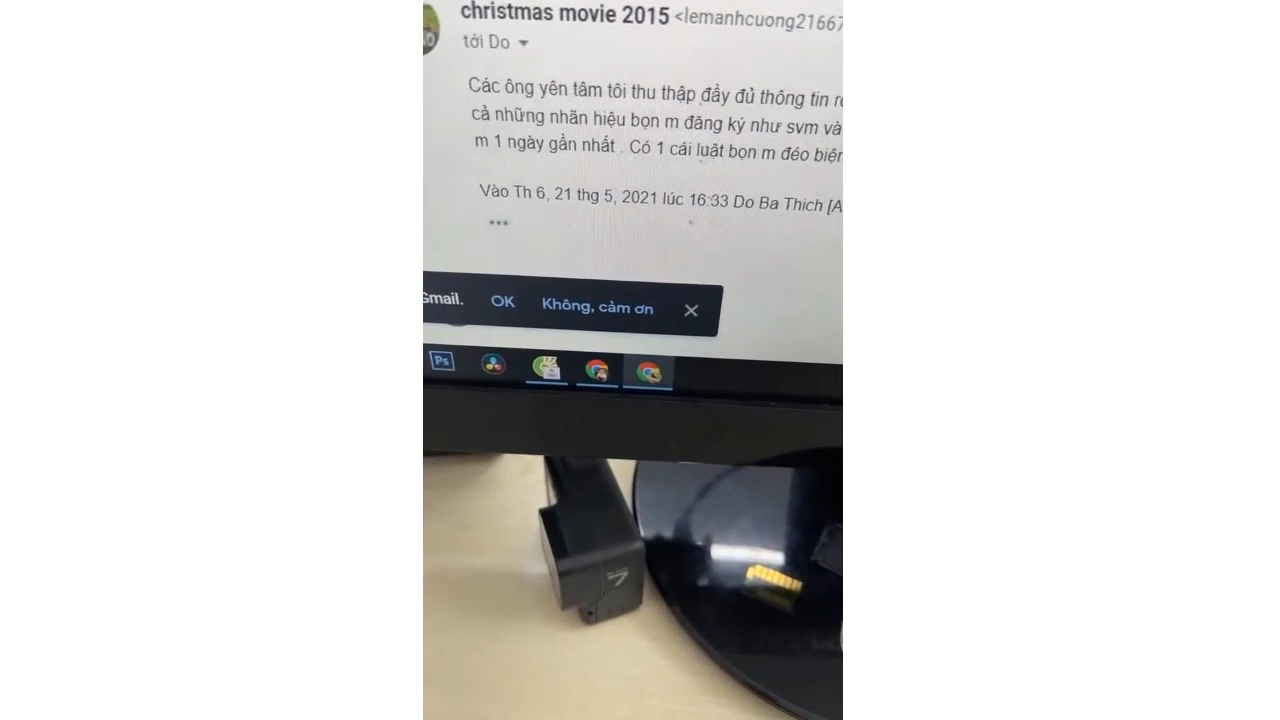 christmas movie 2015 <lemanhcuong21667
tới Do
Các ông yên tâm tôi thu thập đầy đủ thông tin
cả những nhãn hiệu bọn m đăng ký như svm và
m 1 ngày gần nhất . Có 1 cái luật bọn m đéo
Vào Th 6, 21 thg 5, 2021 lúc 16:33 Do Ba Thich [A
Gmail. OK Không, cảm ơn
Ps
7